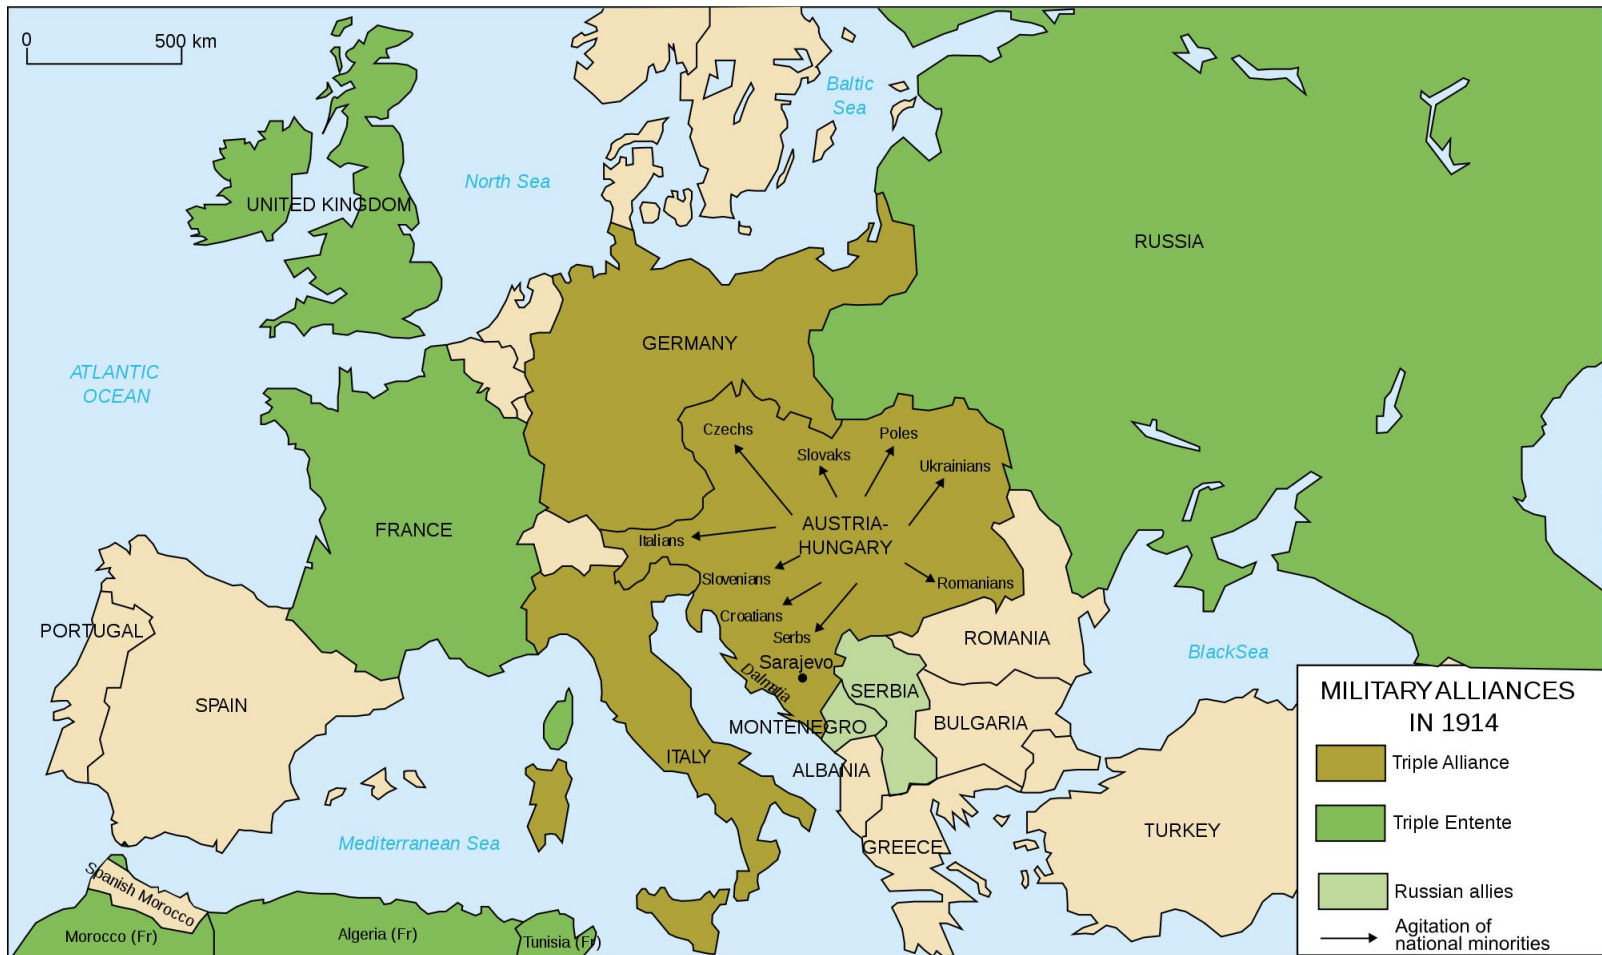 0 500 km
Baltic
Sea
North Sea
UNITED KINGDOM
RUSSIA
GERMANY
ATLANTIC
OCEAN
Czechs
Poles
Slovaks
Ukrainians
FRANCE
AUSTRIA-
HUNGARY
Italians
Slovenians
Romanians
Croatians
Serbs
PORTUGAL
ROMANIA
BlackSea
Sarajevo
Dalmatia
SERBIA
SPAIN
MONTENEGRO
BULGARIA
ITALY
ALBANIA
TURKEY
Mediterranean Sea
GREECE
Spanish Morocco
Morocco (Fr)
Algeria (Fr)
Tunisia (Fr)
MILITARY ALLIANCES
IN 1914
Triple Alliance
Triple Entente
Russian allies
Agitation of
national minorities